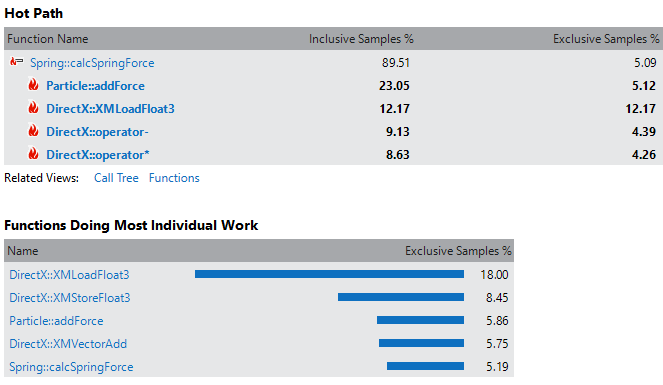 Hot Path
Function Name Inclusive Samples % Exclusive Samples %
Spring::calcSpringForce 89.51 5.09
Particle::addForce 23.05 5.12
DirectX::XMLoadFloat3 12.17 12.17
DirectX::operator- 9.13 4.39
DirectX::operator* 8.63 4.26
Related Views: Call Tree Functions
Functions Doing Most Individual Work
Name Exclusive Samples %
DirectX::XMLoadFloat3 18.00
DirectX::XMStoreFloat3 8.45
Particle::addForce 5.86
DirectX::XMVectorAdd 5.75
Spring::calcSpringForce 5.19